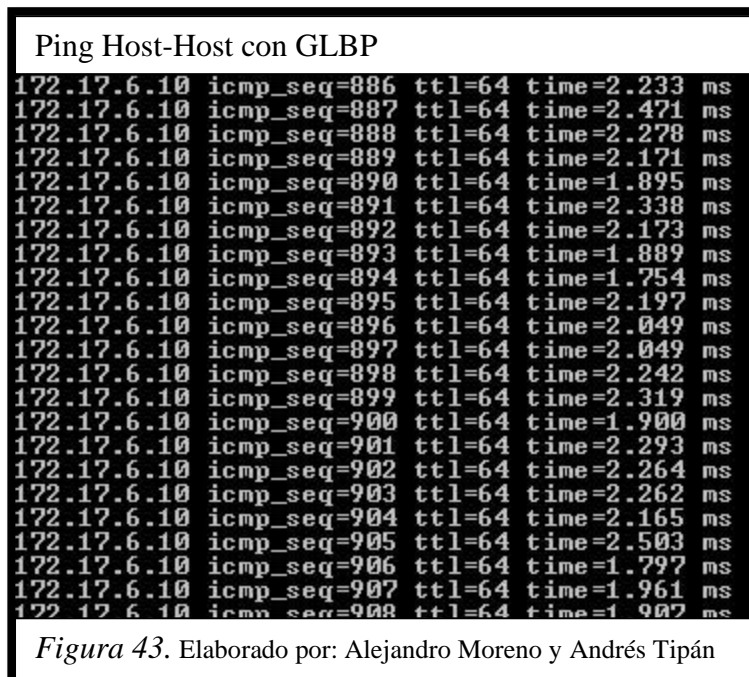 Ping Host-Host con GLBP
172.17.6.10 icmp_seq=886 ttl=64 time=2.233 ms
172.17.6.10 icmp_seq=887 ttl=64 time=2.471 ms
172.17.6.10 icmp_seq=888 ttl=64 time=2.278 ms
172.17.6.10 icmp_seq=889 ttl=64 time=2.171 ms
172.17.6.10 icmp_seq=890 ttl=64 time=1.895 ms
172.17.6.10 icmp_seq=891 ttl=64 time=2.338 ms
172.17.6.10 icmp_seq=892 ttl=64 time=2.173 ms
172.17.6.10 icmp_seq=893 ttl=64 time=1.889 ms
172.17.6.10 icmp_seq=894 ttl=64 time=1.754 ms
172.17.6.10 icmp_seq=895 ttl=64 time=2.197 ms
172.17.6.10 icmp_seq=896 ttl=64 time=2.049 ms
172.17.6.10 icmp_seq=897 ttl=64 time=2.049 ms
172.17.6.10 icmp_seq=898 ttl=64 time=2.242 ms
172.17.6.10 icmp_seq=899 ttl=64 time=2.319 ms
172.17.6.10 icmp_seq=900 ttl=64 time=1.900 ms
172.17.6.10 icmp_seq=901 ttl=64 time=2.293 ms
172.17.6.10 icmp_seq=902 ttl=64 time=2.264 ms
172.17.6.10 icmp_seq=903 ttl=64 time=2.262 ms
172.17.6.10 icmp_seq=904 ttl=64 time=2.165 ms
172.17.6.10 icmp_seq=905 ttl=64 time=2.503 ms
172.17.6.10 icmp_seq=906 ttl=64 time=1.797 ms
172.17.6.10 icmp_seq=907 ttl=64 time=1.961 ms
172.17.6.10 icmp_seq=908 ttl=64 time=1.907 ms
Figura 43. Elaborado por: Alejandro Moreno y Andrés Tipán